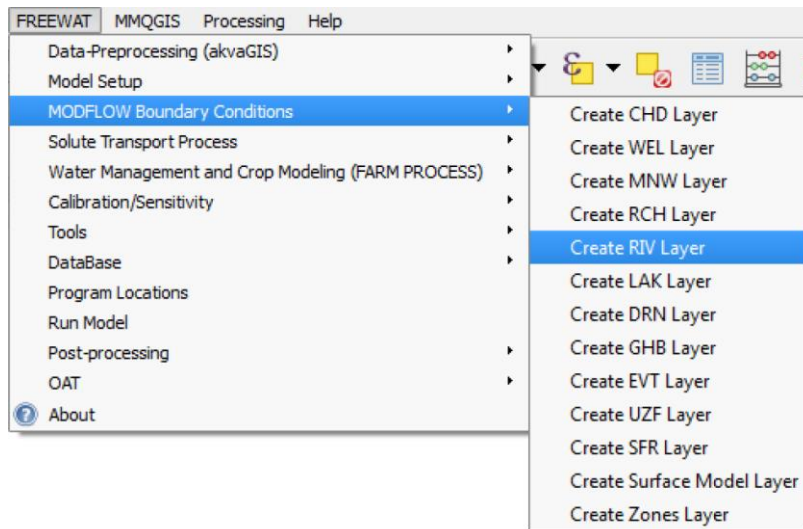 FREEWAT MMQGIS Processing Help
Data-Preprocessing (akvaGIS)
Model Setup
MODFLOW Boundary Conditions
Solute Transport Process
Water Management and Crop Modeling (FARM PROCESS)
Calibration/Sensitivity
Tools
DataBase
Program Locations
Run Model
Post-processing
OAT
About
Create CHD Layer
Create WEL Layer
Create MNW Layer
Create RCH Layer
Create RIV Layer
Create LAK Layer
Create DRN Layer
Create GHB Layer
Create EVT Layer
Create UZF Layer
Create SFR Layer
Create Surface Model Layer
Create Zones Layer